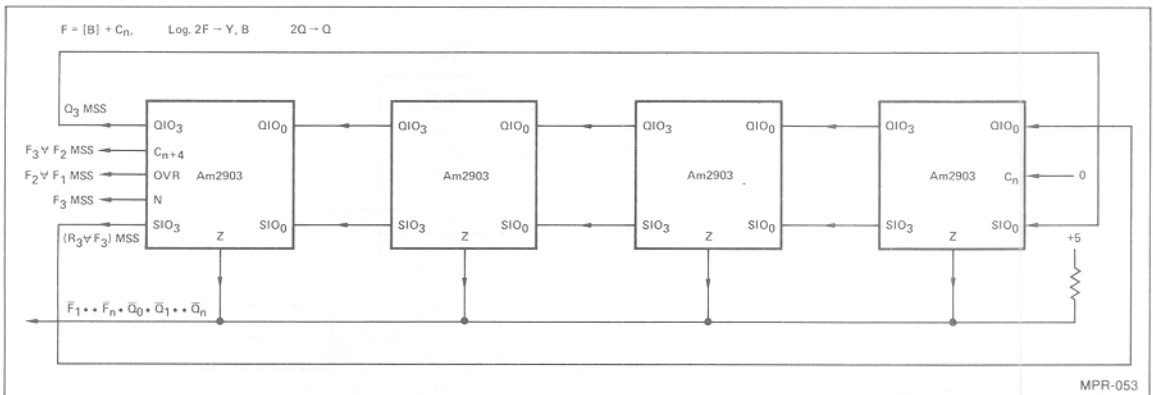 F = [B] + Cn, Log. 2F → Y, B 2Q → Q
Q3 MSS
QIO3 QIO0 QIO3 QIO0 QIO3 QIO0 QIO3 QIO0
F3 ∀ F2 MSS Cn+4
F2 ∀ F1 MSS OVR Am2903 Am2903 Am2903 Am2903 Cn 0
F3 MSS N
SIO3 SIO0 SIO3 SIO0 SIO3 SIO0 SIO3 SIO0
(R3 ∀ F3) MSS Z Z Z Z +5
F̅1 • • F̅n • Q̅0 • Q̅1 • • Q̅n
MPR-053